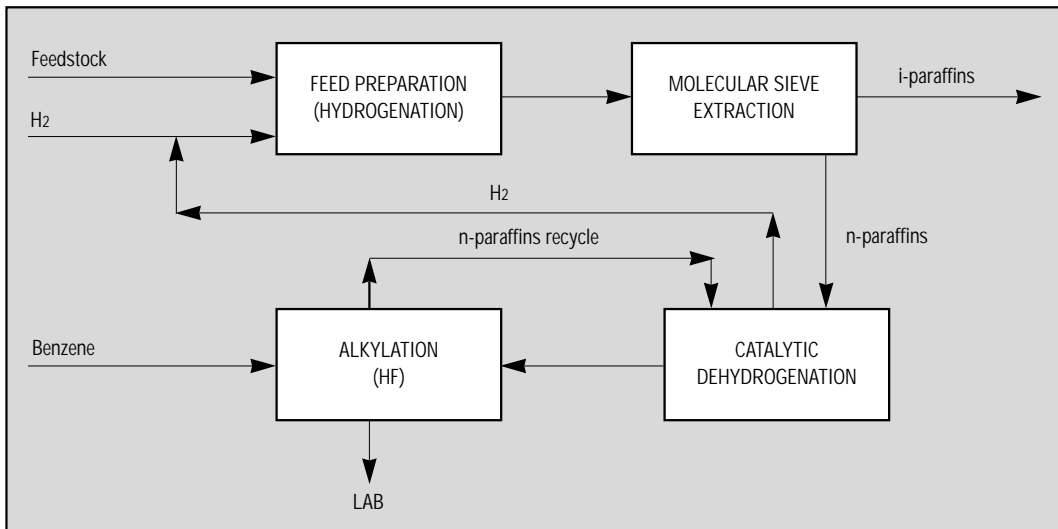 Feedstock
FEED PREPARATION
(HYDROGENATION)
MOLECULAR SIEVE
EXTRACTION
i-paraffins
H2
H2
n-paraffins recycle
n-paraffins
Benzene
ALKYLATION
(HF)
CATALYTIC
DEHYDROGENATION
LAB